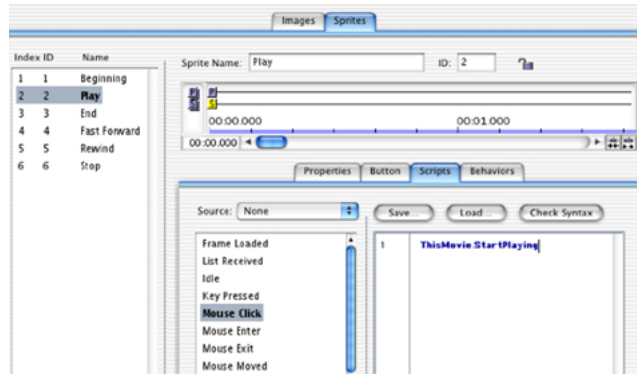 Images Sprites
Index ID Name
1 1 Beginning
2 2 Play
3 3 End
4 4 Fast Forward
5 5 Rewind
6 6 Stop
Sprite Name: Play ID: 2
00:00.000 00:01.000
00:00.000
Properties Button Scripts Behaviors
Source: None Save... Load... Check Syntax
Frame Loaded
List Received
Idle
Key Pressed
Mouse Click
Mouse Enter
Mouse Exit
Mouse Moved
1 ThisMovie.StartPlaying